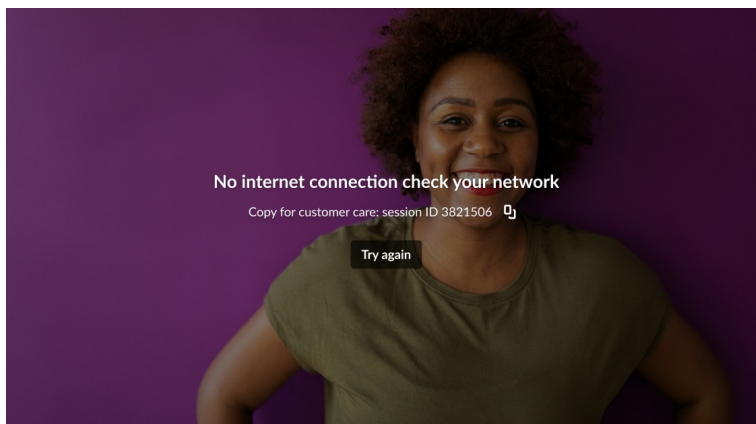 No internet connection check your network
Copy for customer care: session ID 3821506
Try again